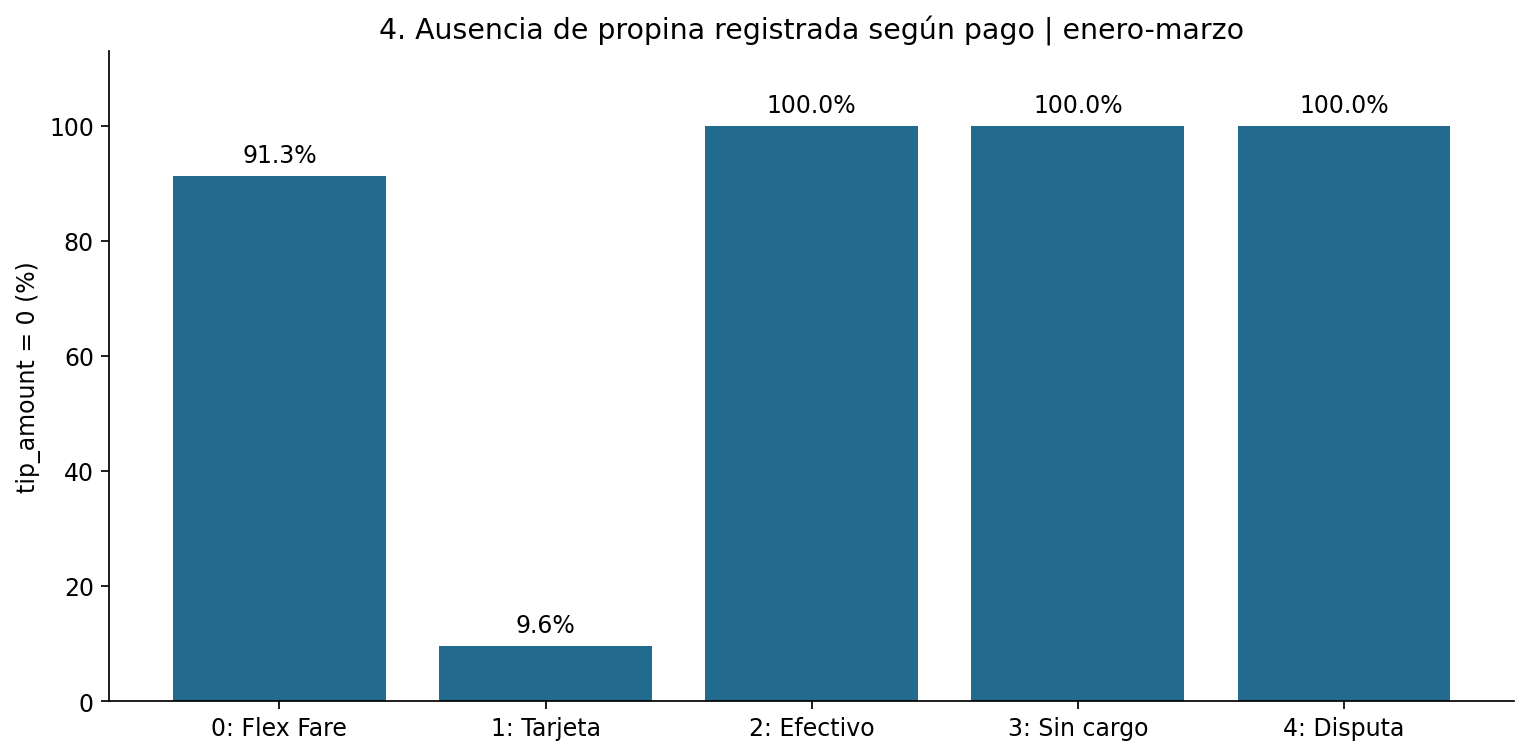 4. Ausencia de propina registrada según pago | enero-marzo
tip_amount = 0 (%)
100
80
60
40
20
0
91.3%
9.6%
100.0%
100.0%
100.0%
0: Flex Fare
1: Tarjeta
2: Efectivo
3: Sin cargo
4: Disputa